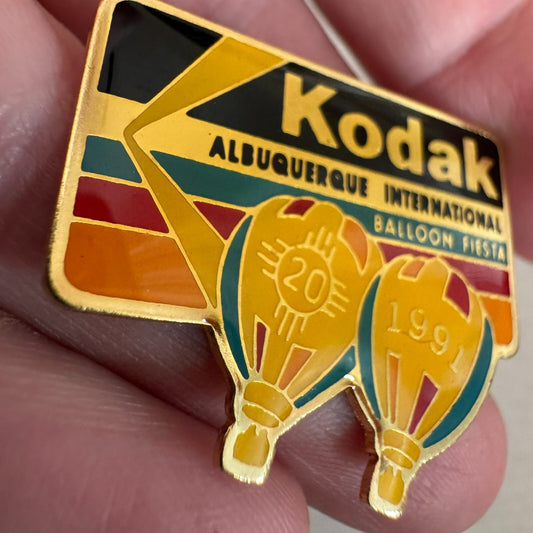 Kodak
ALBUQUERQUE INTERNATIONAL
BALLOON FIESTA
20
1991